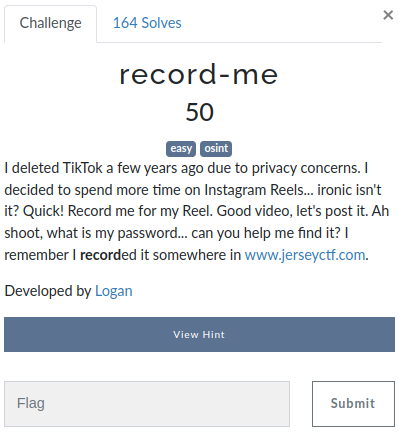 Challenge
164 Solves
×
record-me
50
easy
osint
I deleted TikTok a few years ago due to privacy concerns. I
decided to spend more time on Instagram Reels... ironic isn't
it? Quick! Record me for my Reel. Good video, let's post it. Ah
shoot, what is my password... can you help me find it? I
remember I recorded it somewhere in www.jerseyctf.com.
Developed by Logan
View Hint
Flag
Submit